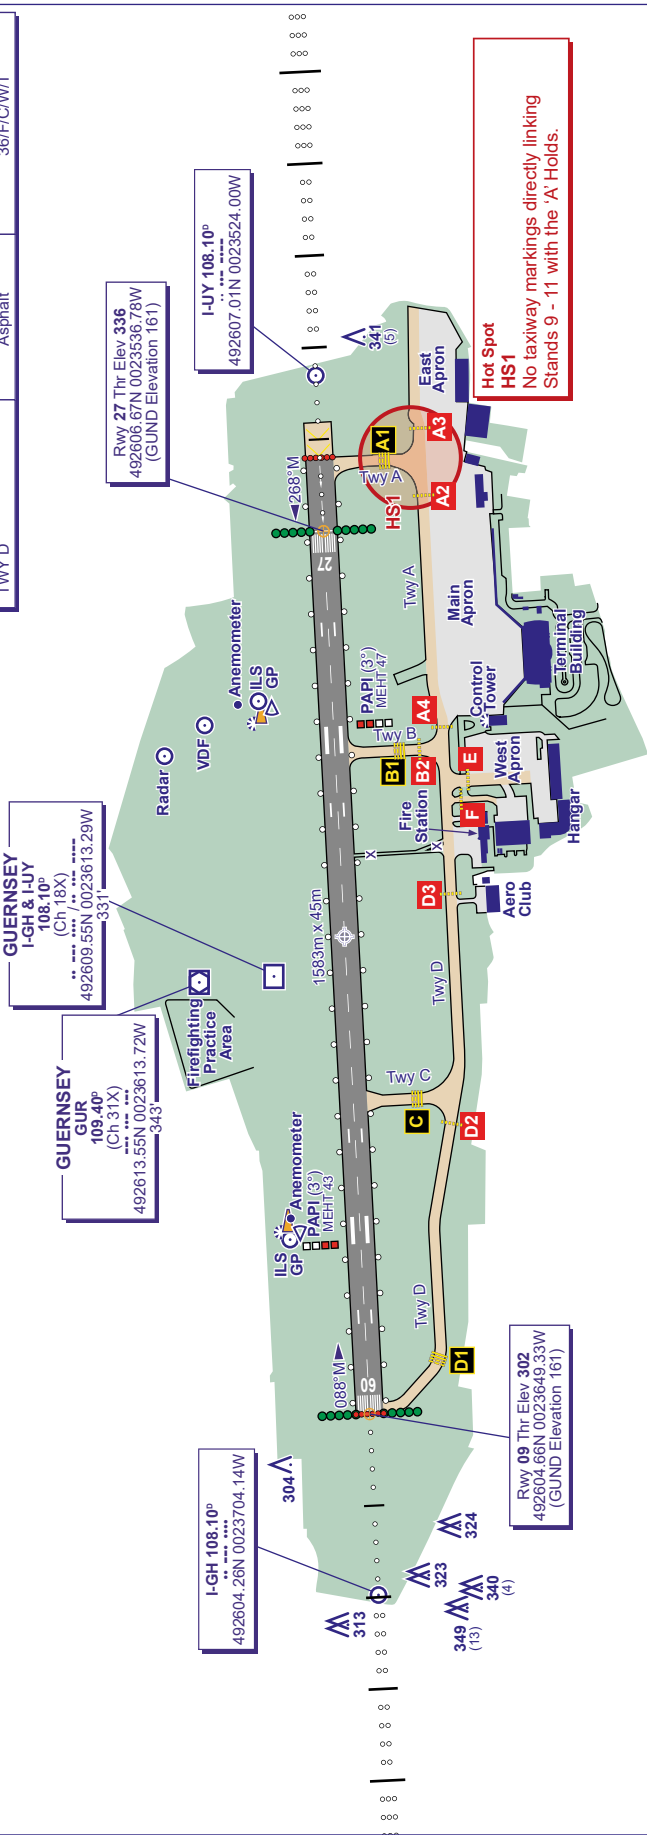 TWY D
Asphalt
36/F/C/W/T
Hot Spot
HS1
No taxiway markings directly linking
Stands 9 - 11 with the 'A' Holds.
I-UY 108.10ᴰ
.. ..- -.--
492607.01N 0023524.00W
Rwy 27 Thr Elev 336
492606.67N 0023536.78W
(GUND Elevation 161)
GUERNSEY
I-GH & I-UY
108.10ᴰ
(Ch 18X)
.. --. .... / .. ..- -.--
492609.55N 0023613.29W
331'
GUERNSEY
GUR
109.40ᴰ
(Ch 31X)
--. ..- .-.
492613.55N 0023613.72W
343'
I-GH 108.10ᴰ
.. --. ....
492604.26N 0023704.14W
Rwy 09 Thr Elev 302
492604.66N 0023649.33W
(GUND Elevation 161)
341
(5)
East
Apron
A1
A3
A2
HS1
Twy A
Twy A
268°M
27
Main
Apron
Anemometer
ILS
GP
VDF
Radar
PAPI (3°)
MEHT 47
A4
Twy B
B1
B2
Control
Tower
Terminal
Building
E
West
Apron
F
Fire
Station
Hangar
X
X
D3
Aero
Club
1583m x 45m
Twy D
Firefighting
Practice
Area
Twy C
C
D2
Anemometer
PAPI (3°)
MEHT 43
ILS
GP
Twy D
D1
088°M
09
304
313
324
323
340
(4)
349
(13)